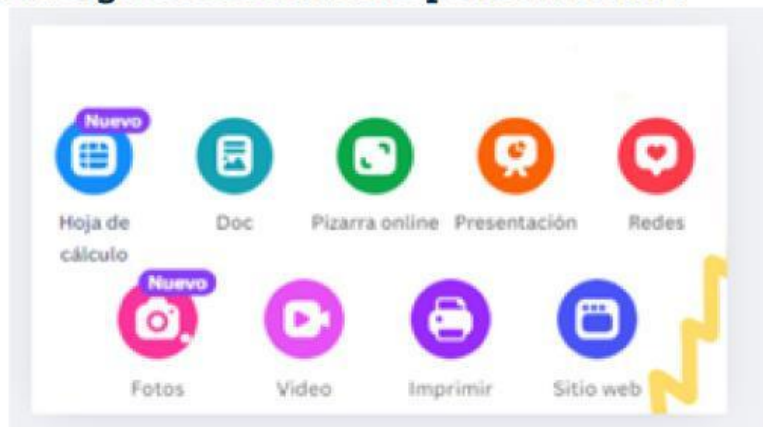 Nuevo
Hoja de cálculo
Doc
Pizarra online
Presentación
Redes
Nuevo
Fotos
Video
Imprimir
Sitio web